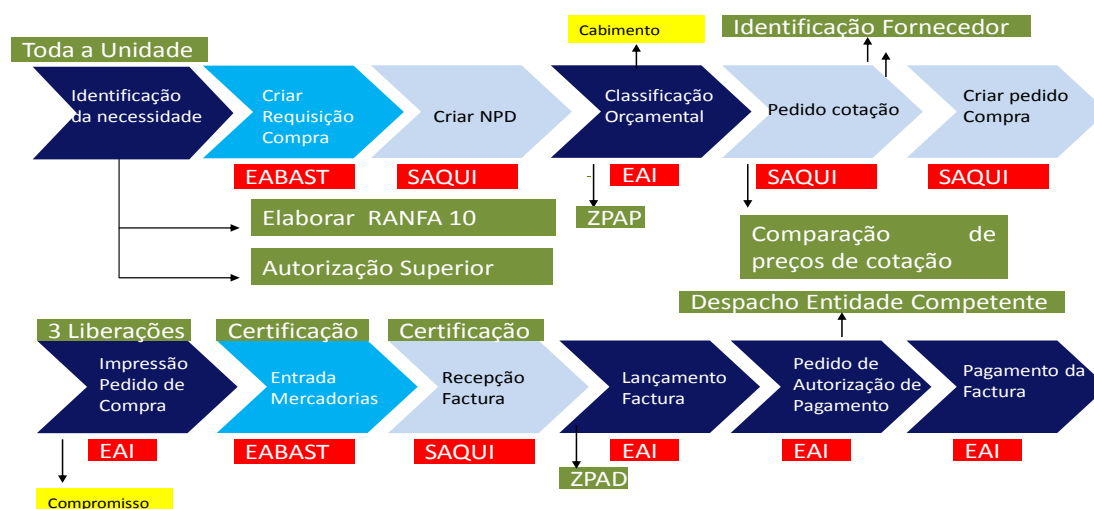 Toda a Unidade
Cabimento
Identificação Fornecedor
Identificação
da necessidade
Criar
Requisição
Compra
Criar NPD
Classificação
Orçamental
Pedido cotação
Criar pedido
Compra
EABAST
SAQUI
EAI
SAQUI
SAQUI
Elaborar RANFA 10
ZPAP
Autorização Superior
Comparação de
preços de cotação
Despacho Entidade Competente
3 Liberações
Certificação
Certificação
Impressão
Pedido de
Compra
Entrada
Mercadorias
Recepção
Factura
Lançamento
Factura
Pedido de
Autorização de
Pagamento
Pagamento da
Factura
EAI
EABAST
SAQUI
EAI
EAI
EAI
ZPAD
Compromisso